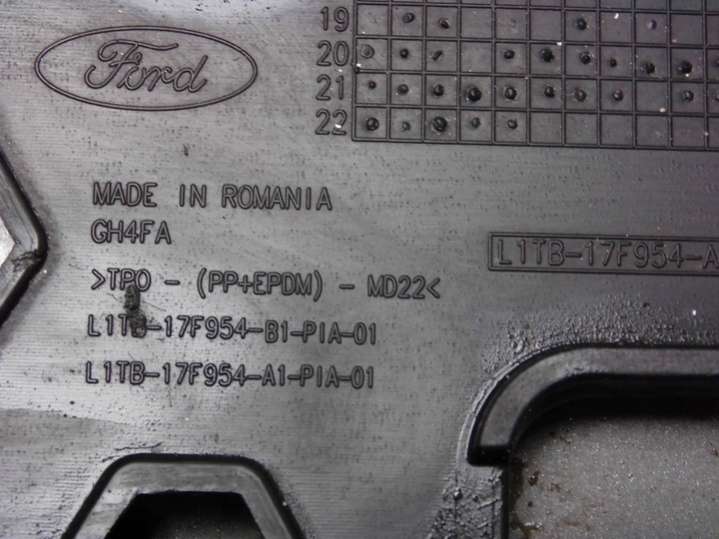 Ford
19
20
21
22
MADE IN ROMANIA
GH4FA
L1TB-17F954-A
>TPO - (PP+EPDM) - MD22<
L1TB-17F954-B1-PIA-01
L1TB-17F954-A1-PIA-01